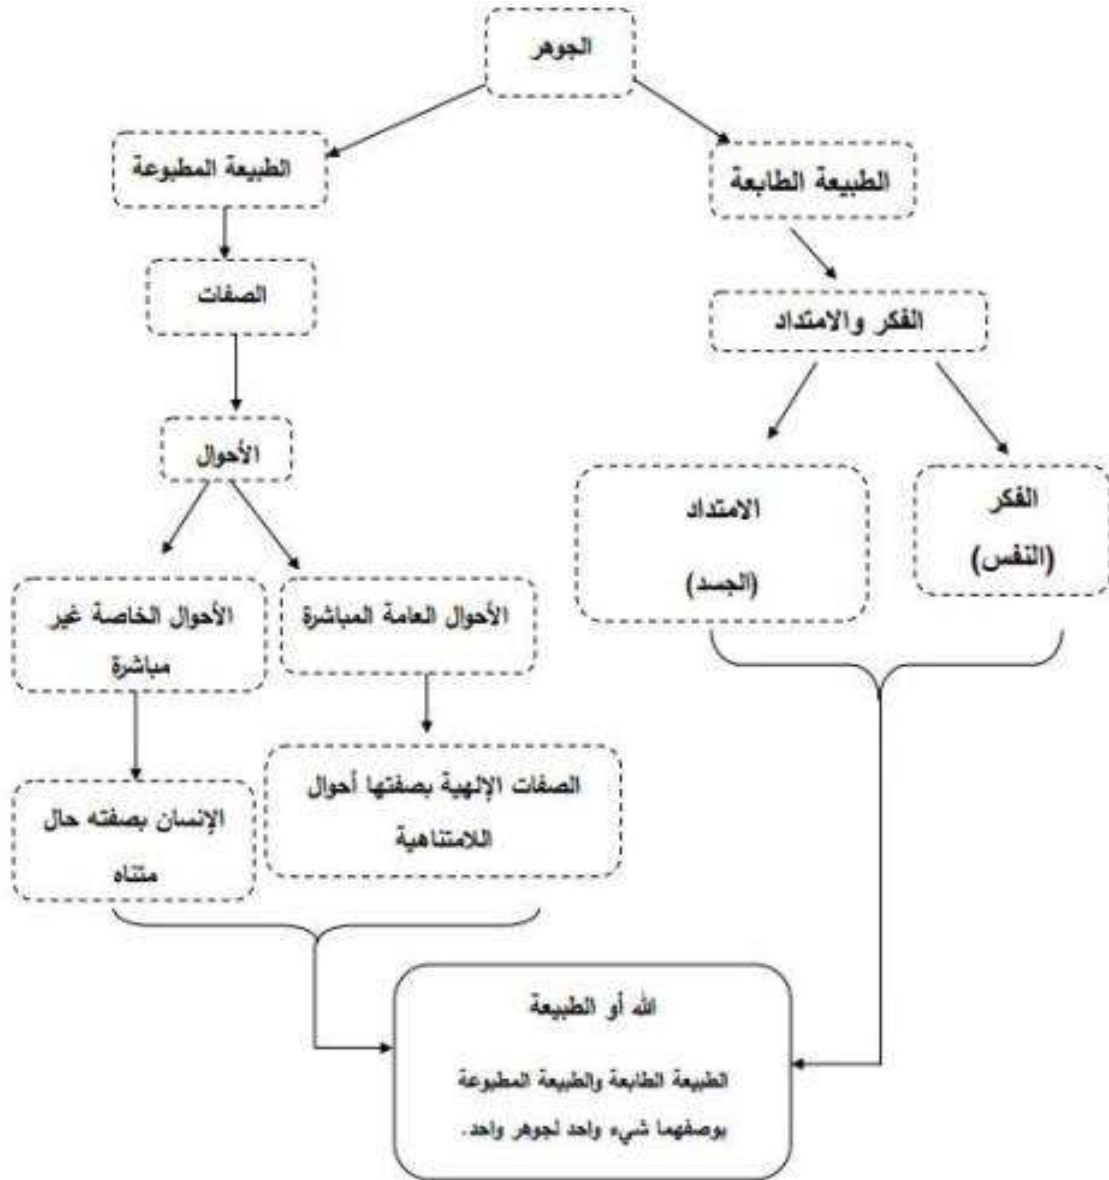 الجوهر
الطبيعة الطابعة
الطبيعة المطبوعة
الفكر والامتداد
الصفات
الأحوال
الفكر
(النفس)
الامتداد
(الجسد)
الأحوال العامة المباشرة
الأحوال الخاصة غير
مباشرة
الصفات الإلهية بصفتها أحوال
اللامتناهية
الإنسان بصفته حال
متناه
الله أو الطبيعة
الطبيعة الطابعة والطبيعة المطبوعة
بوصفهما شيء واحد لجوهر واحد.